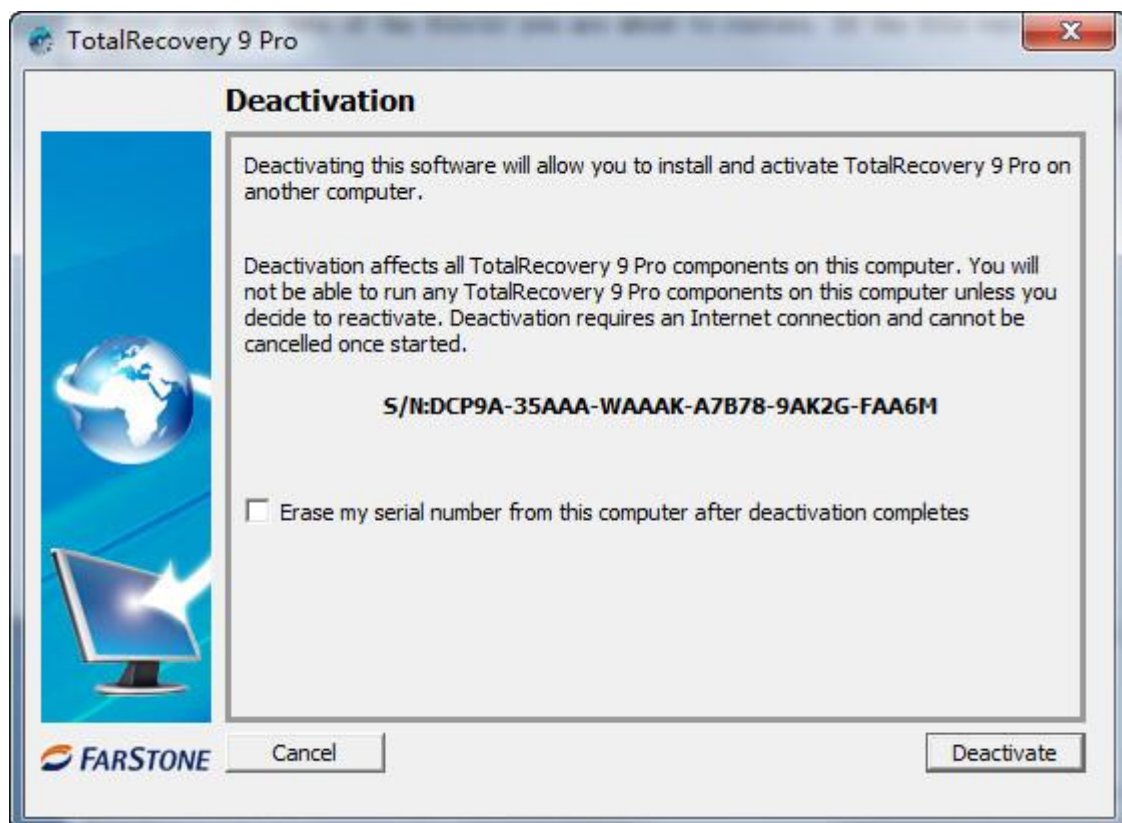 TotalRecovery 9 Pro
Deactivation
Deactivating this software will allow you to install and activate TotalRecovery 9 Pro on
another computer.
Deactivation affects all TotalRecovery 9 Pro components on this computer. You will
not be able to run any TotalRecovery 9 Pro components on this computer unless you
decide to reactivate. Deactivation requires an Internet connection and cannot be
cancelled once started.
S/N:DCP9A-35AAA-WAAAK-A7B78-9AK2G-FAA6M
Erase my serial number from this computer after deactivation completes
FARSTONE
Cancel
Deactivate